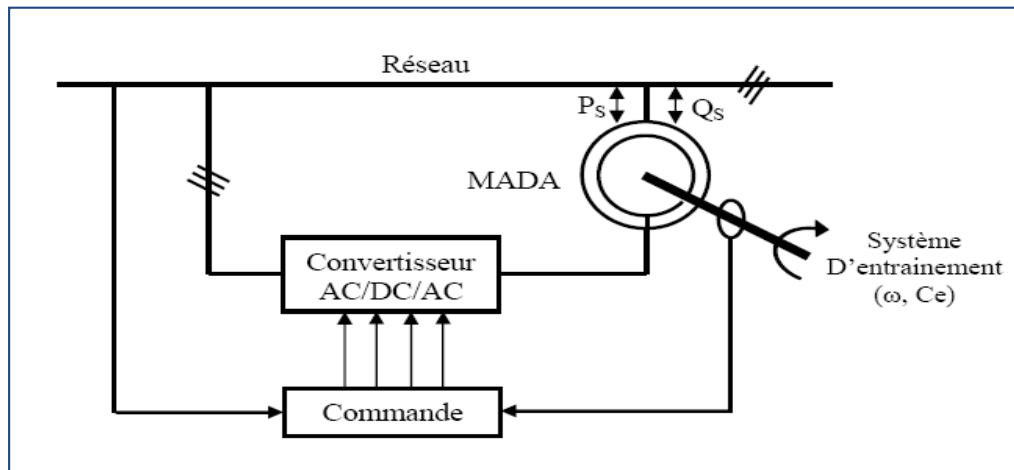 Réseau
PS
QS
MADA
Convertisseur
AC/DC/AC
Système
D'entrainement
(ω, Ce)
Commande